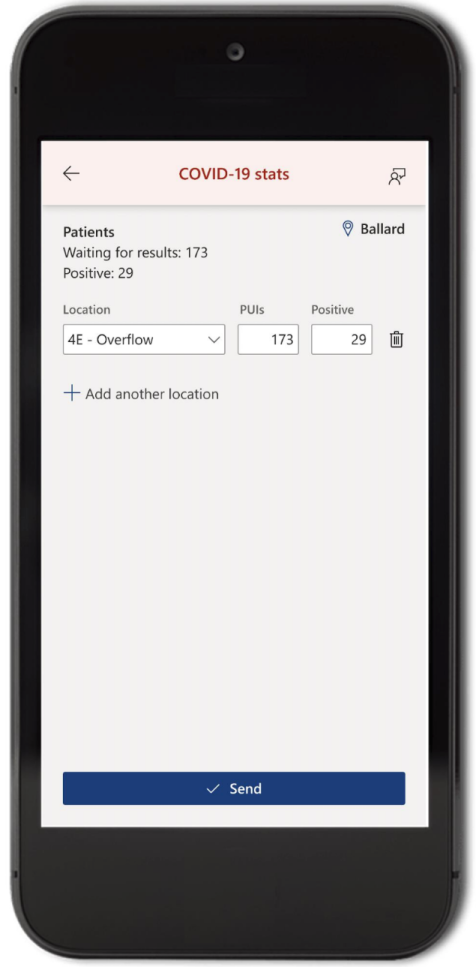 COVID-19 stats
Patients
Ballard
Waiting for results: 173
Positive: 29
Location PUIs Positive
4E - Overflow 173 29
Add another location
Send